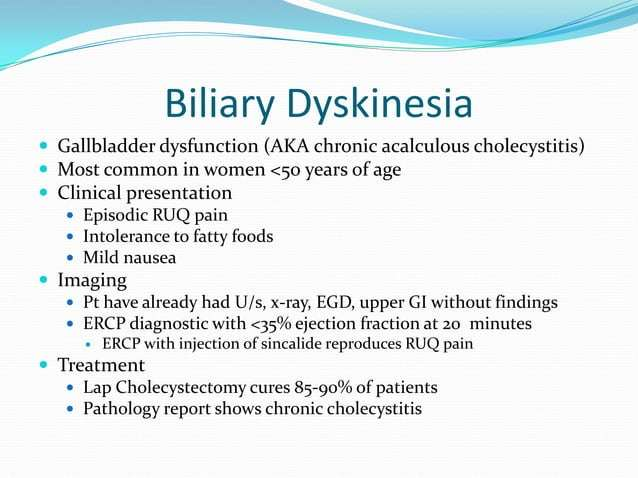 Biliary Dyskinesia
• Gallbladder dysfunction (AKA chronic acalculous cholecystitis)
• Most common in women <50 years of age
• Clinical presentation
• Episodic RUQ pain
• Intolerance to fatty foods
• Mild nausea
• Imaging
• Pt have already had U/s, x-ray, EGD, upper GI without findings
• ERCP diagnostic with <35% ejection fraction at 20 minutes
• ERCP with injection of sincalide reproduces RUQ pain
• Treatment
• Lap Cholecystectomy cures 85-90% of patients
• Pathology report shows chronic cholecystitis